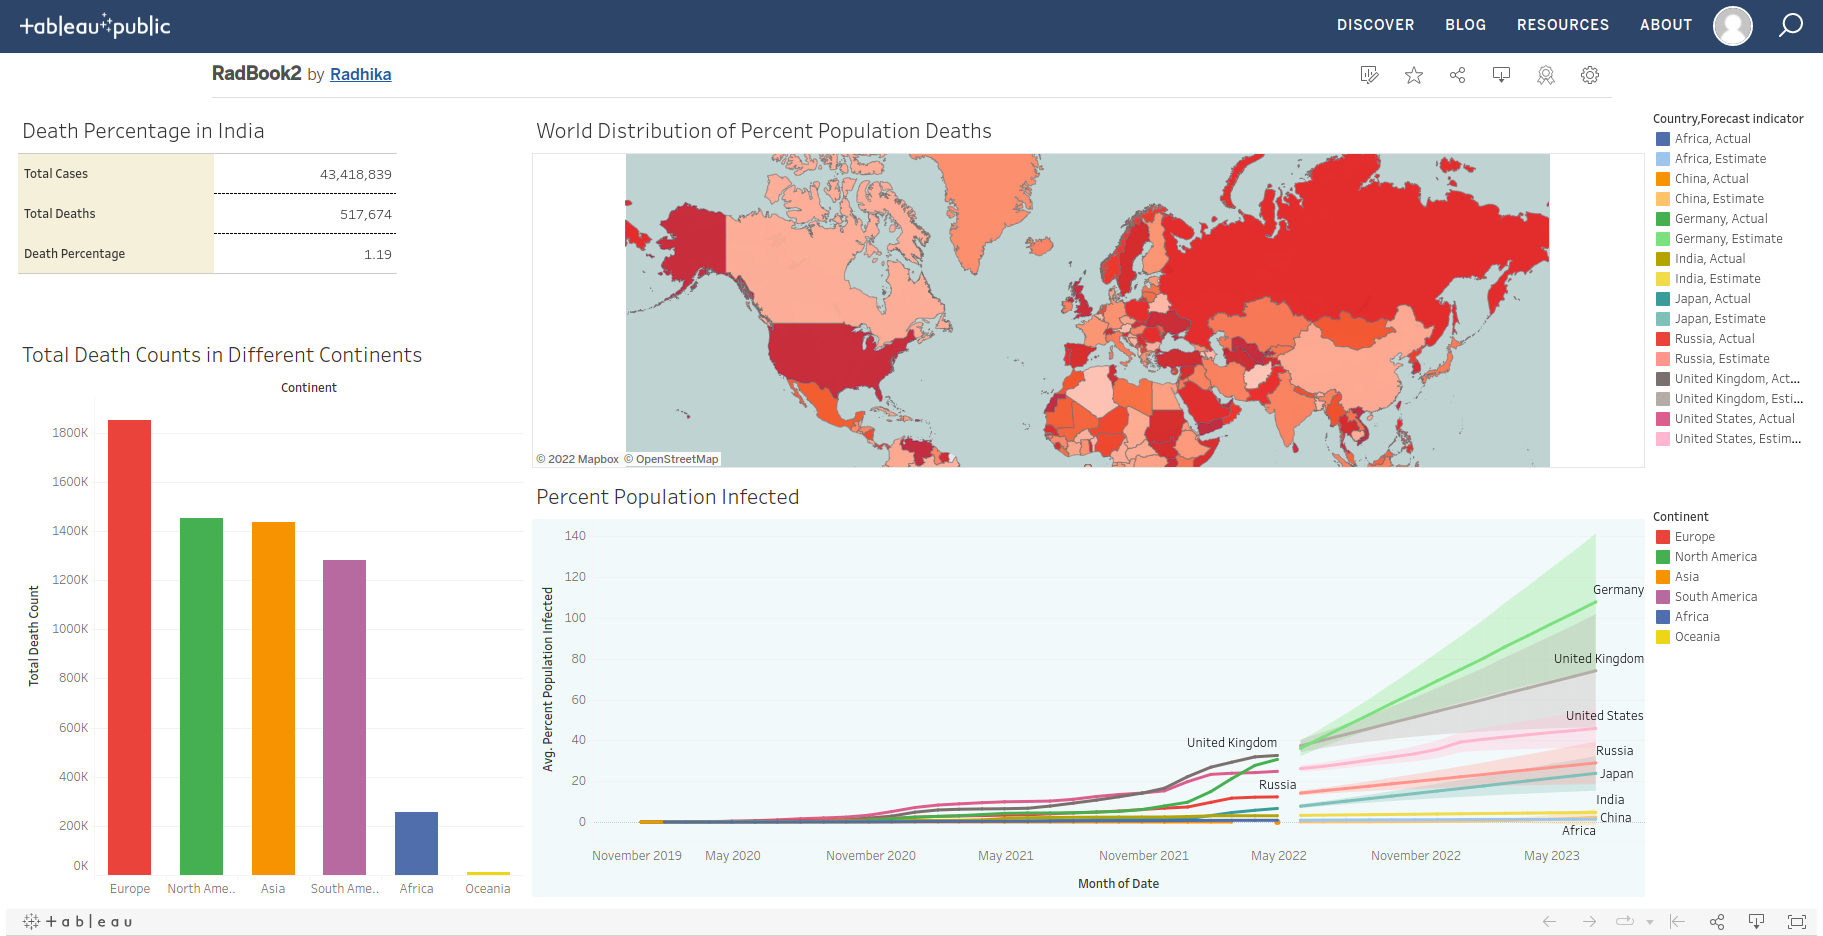 +ableau+public
DISCOVER BLOG RESOURCES ABOUT
RadBook2 by Radhika
Death Percentage in India
Total Cases 43,418,839
Total Deaths 517,674
Death Percentage 1.19
Total Death Counts in Different Continents
Continent
Total Death Count
1800K
1600K
1400K
1200K
1000K
800K
600K
400K
200K
0K
Europe North Ame.. Asia South Ame.. Africa Oceania
World Distribution of Percent Population Deaths
© 2022 Mapbox © OpenStreetMap
Percent Population Infected
Avg. Percent Population Infected
140
120
100
80
60
40
20
0
Germany
United Kingdom
United States
Russia
Japan
India
China
Africa
United Kingdom
Russia
November 2019 May 2020 November 2020 May 2021 November 2021 May 2022 November 2022 May 2023
Month of Date
Country,Forecast indicator
Africa, Actual
Africa, Estimate
China, Actual
China, Estimate
Germany, Actual
Germany, Estimate
India, Actual
India, Estimate
Japan, Actual
Japan, Estimate
Russia, Actual
Russia, Estimate
United Kingdom, Act...
United Kingdom, Esti...
United States, Actual
United States, Estim...
Continent
Europe
North America
Asia
South America
Africa
Oceania
+ableau